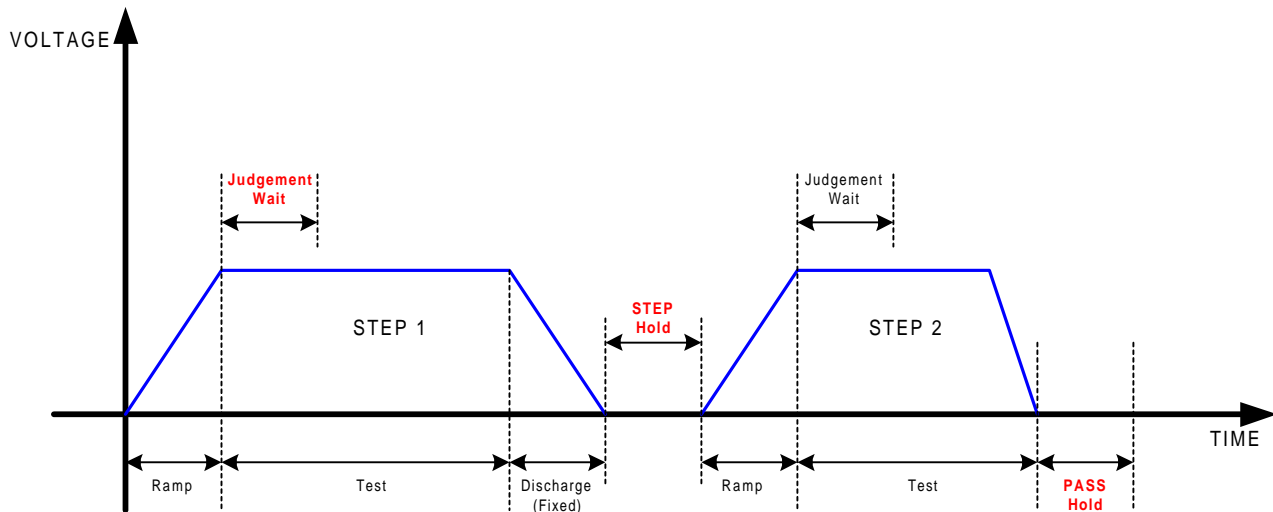 VOLTAGE
Judgement
Wait
Judgement
Wait
STEP 1
STEP
Hold
STEP 2
TIME
Ramp
Test
Discharge
(Fixed)
Ramp
Test
PASS
Hold